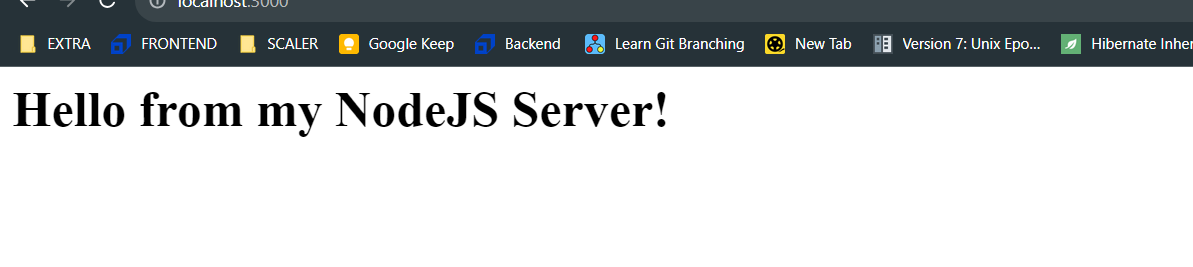 localhost:3000
EXTRA FRONTEND SCALER Google Keep Backend Learn Git Branching New Tab Version 7: Unix Epo... Hibernate Inher
Hello from my NodeJS Server!